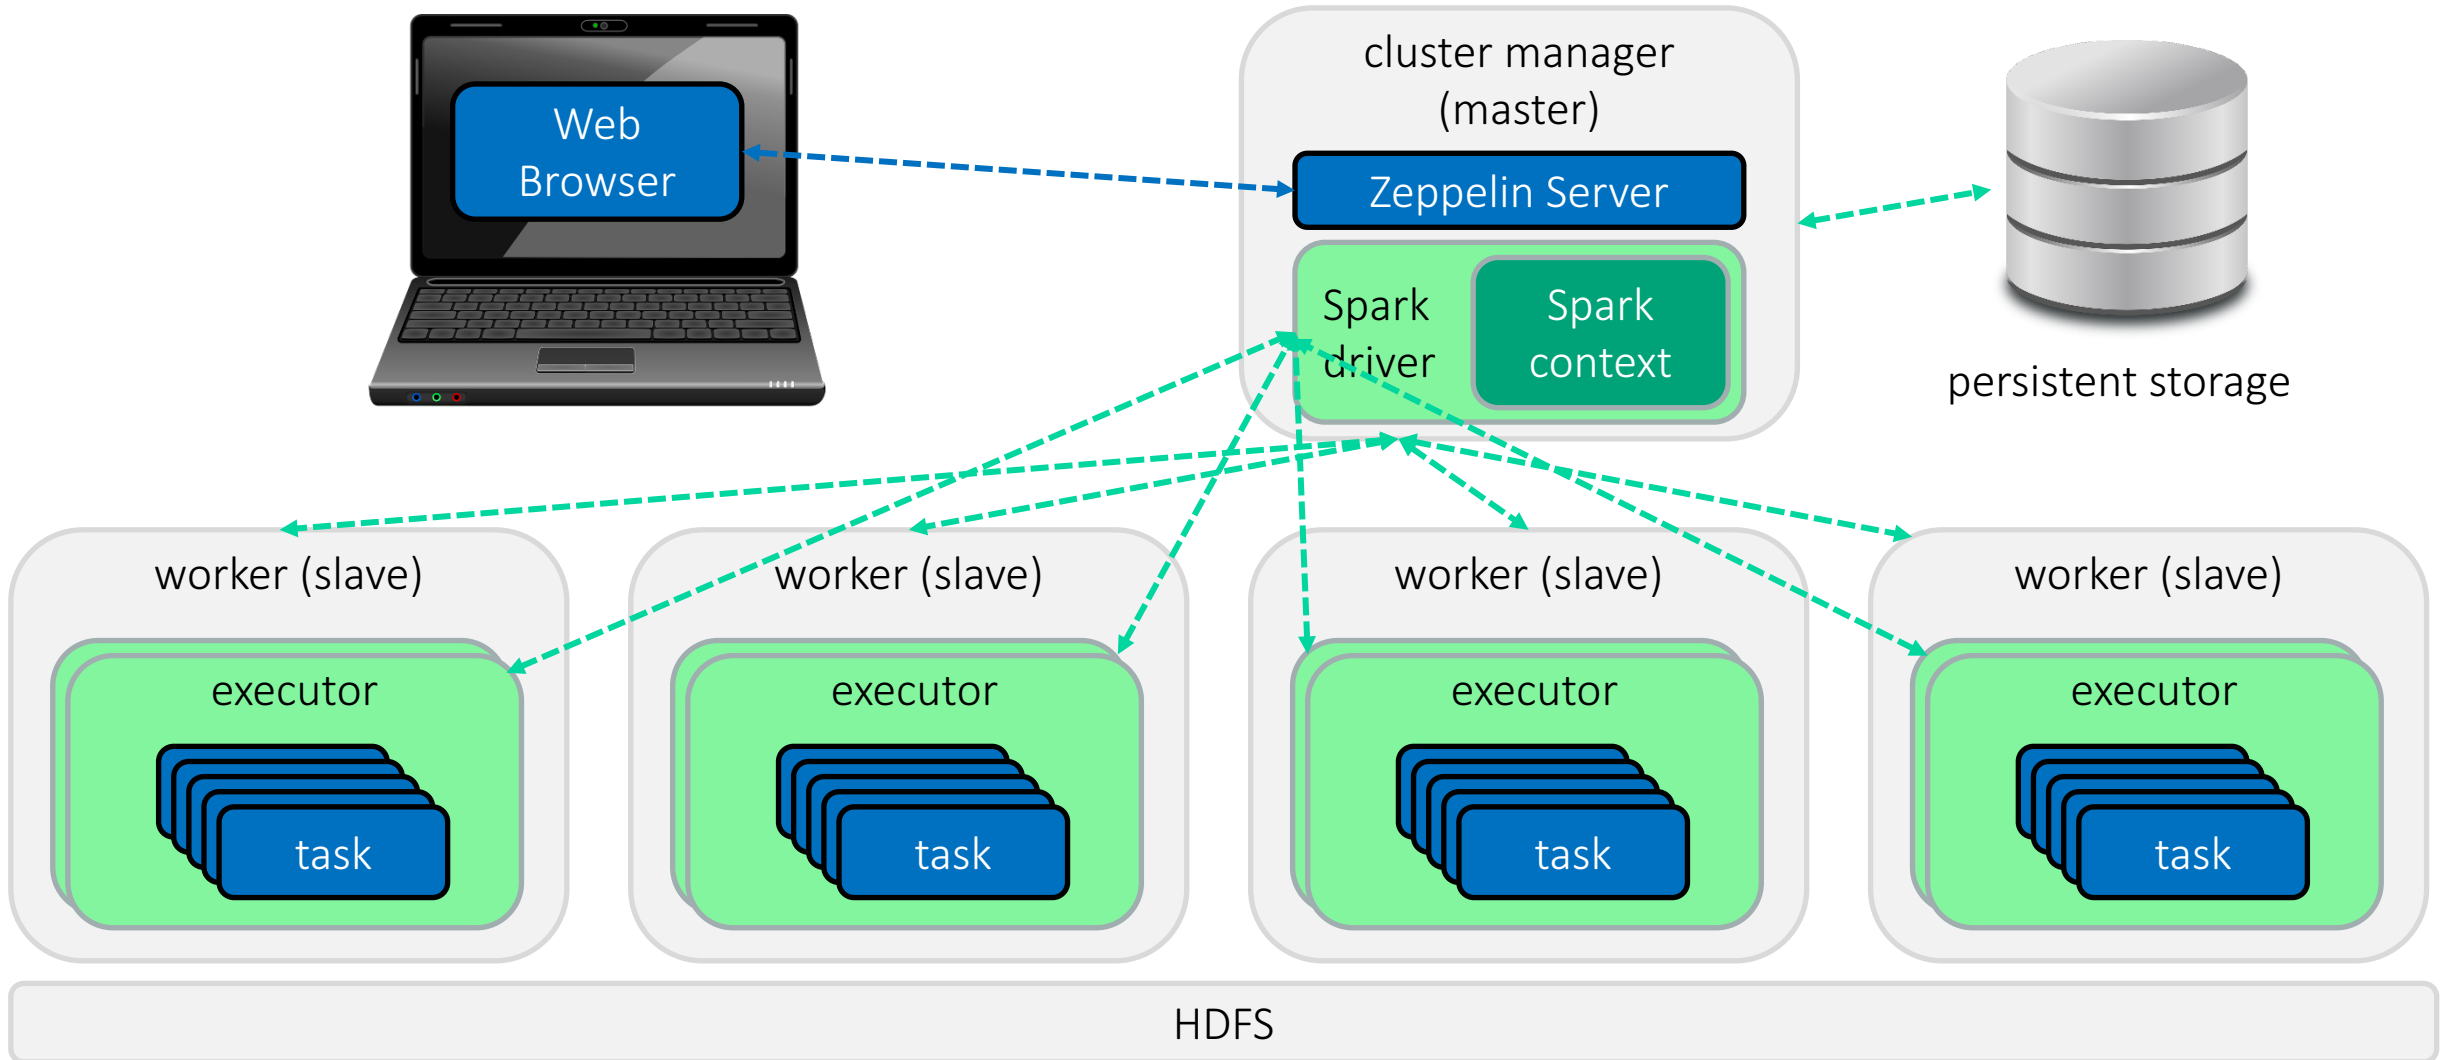 Web
Browser
cluster manager
(master)
Zeppelin Server
Spark
driver
Spark
context
persistent storage
worker (slave)
worker (slave)
worker (slave)
worker (slave)
executor
executor
executor
executor
task
task
task
task
HDFS